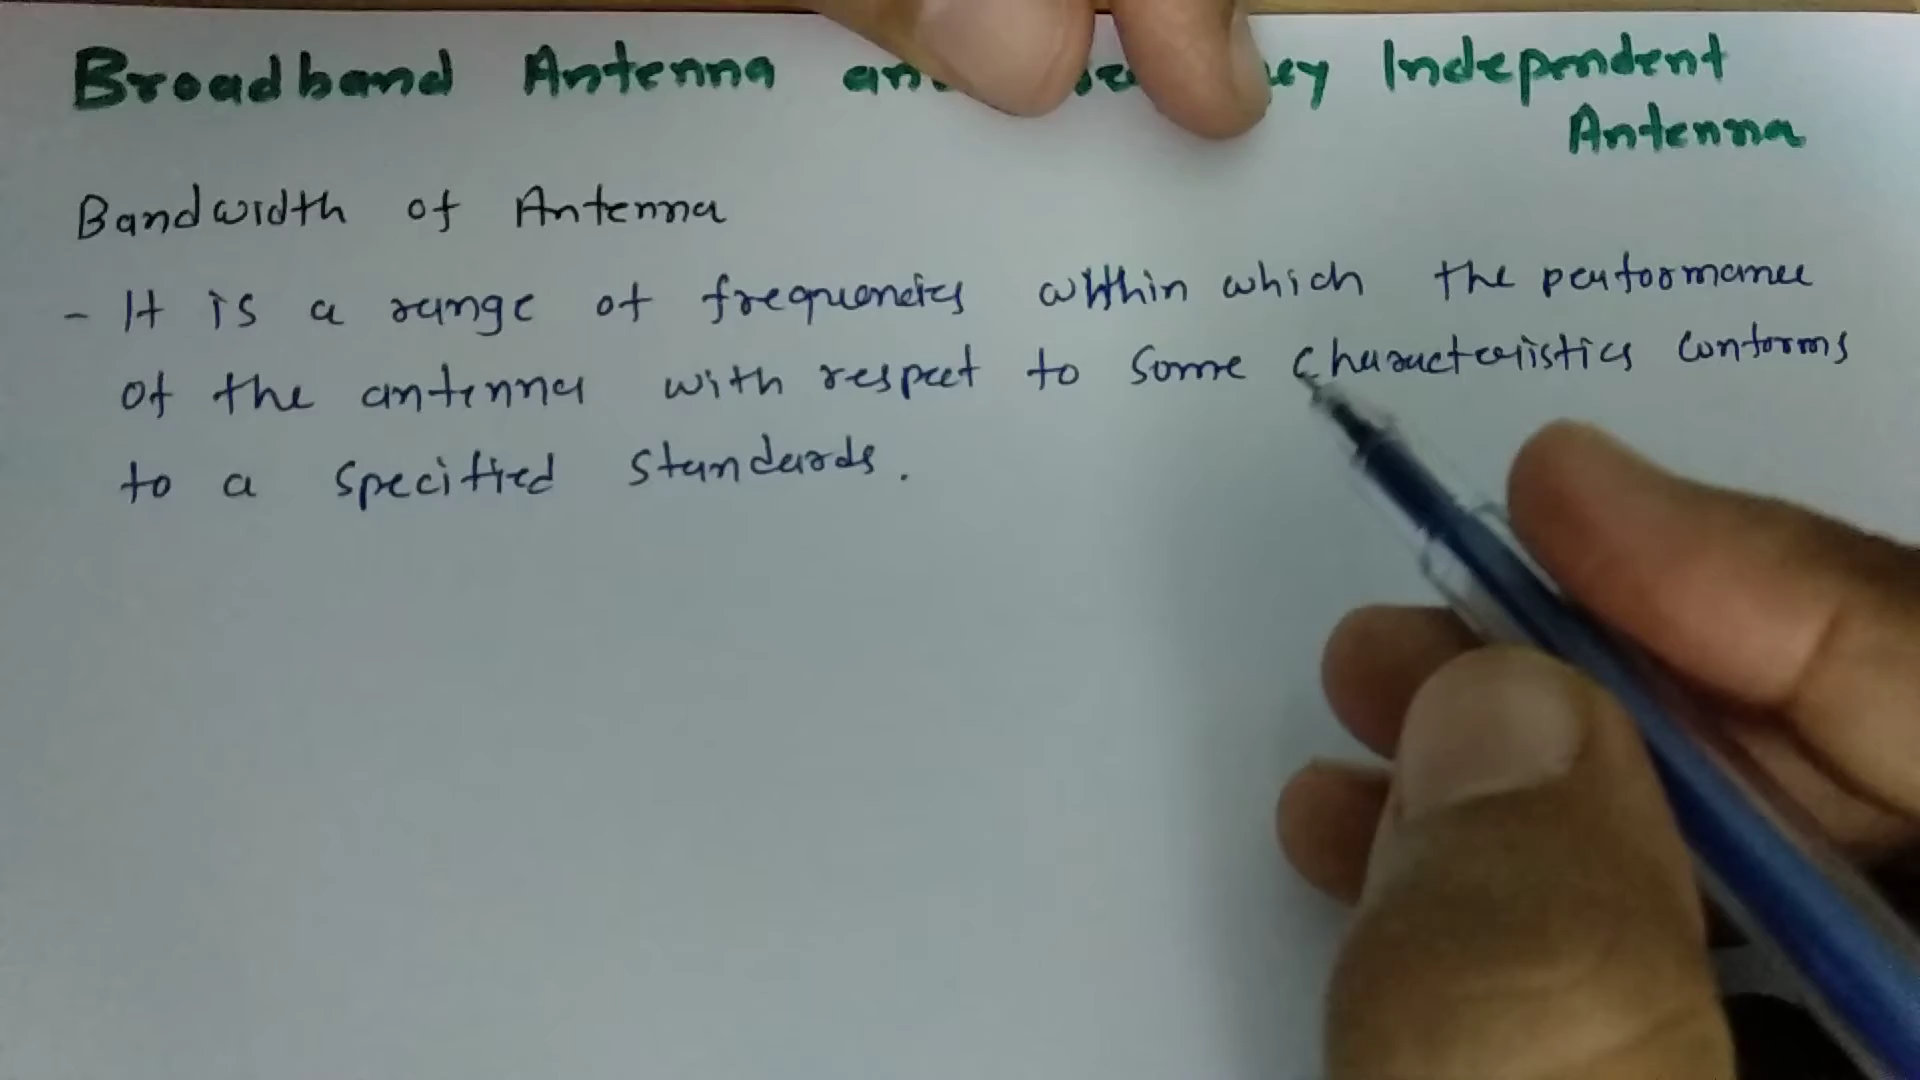 Broadband Antenna and Independent
Antenna
Bandwidth of Antenna
- It is a range of frequencies within which the performance
of the antenna with respect to some characteristics conforms
to a specified standards.